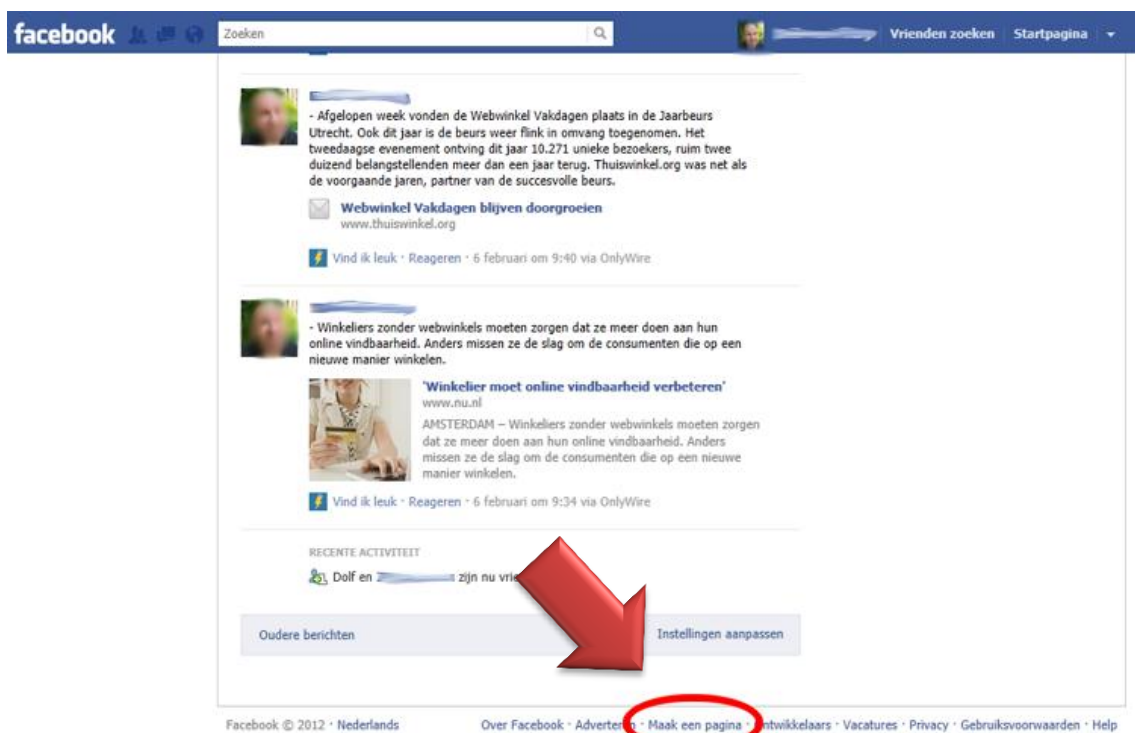 facebook Zoeken Vrienden zoeken Startpagina
- Afgelopen week vonden de Webwinkel Vakdagen plaats in de Jaarbeurs
Utrecht. Ook dit jaar is de beurs weer flink in omvang toegenomen. Het
tweedaagse evenement ontving dit jaar 10.271 unieke bezoekers, ruim twee
duizend belangstellenden meer dan een jaar terug. Thuiswinkel.org was net als
de voorgaande jaren, partner van de succesvolle beurs.
Webwinkel Vakdagen blijven doorgroeien
www.thuiswinkel.org
Vind ik leuk · Reageren · 6 februari om 9:40 via OnlyWire
- Winkeliers zonder webwinkels moeten zorgen dat ze meer doen aan hun
online vindbaarheid. Anders missen ze de slag om de consumenten die op een
nieuwe manier winkelen.
'Winkelier moet online vindbaarheid verbeteren'
www.nu.nl
AMSTERDAM – Winkeliers zonder webwinkels moeten zorgen
dat ze meer doen aan hun online vindbaarheid. Anders
missen ze de slag om de consumenten die op een nieuwe
manier winkelen.
Vind ik leuk · Reageren · 6 februari om 9:34 via OnlyWire
RECENTE ACTIVITEIT
Dolf en zijn nu
Oudere berichten Instellingen aanpassen
Facebook © 2012 · Nederlands Over Facebook · Adverteren · Maak een pagina · Ontwikkelaars · Vacatures · Privacy · Gebruiksvoorwaarden · Help